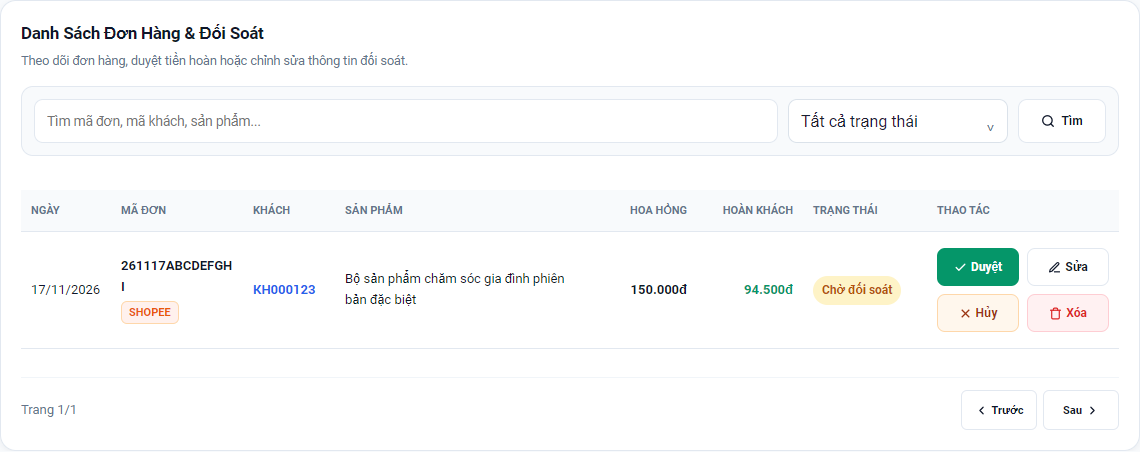 Danh Sách Đơn Hàng & Đối Soát
Theo dõi đơn hàng, duyệt tiền hoàn hoặc chỉnh sửa thông tin đối soát.
Tìm mã đơn, mã khách, sản phẩm...
Tất cả trạng thái
Tìm
NGÀY MÃ ĐƠN KHÁCH SẢN PHẨM HOA HỒNG HOÀN KHÁCH TRẠNG THÁI THAO TÁC
17/11/2026
261117ABCDEFGH
I
SHOPEE
KH000123
Bộ sản phẩm chăm sóc gia đình phiên
bản đặc biệt
150.000đ
94.500đ
Chờ đối soát
Duyệt
Sửa
Hủy
Xóa
Trang 1/1
Trước
Sau